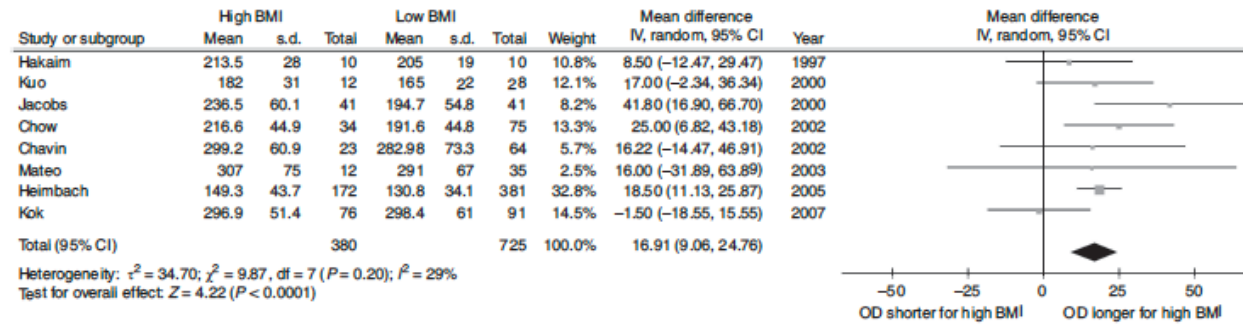 High BMI Low BMI Mean difference Mean difference
Study or subgroup Mean s.d. Total Mean s.d. Total Weight IV, random, 95% CI Year IV, random, 95% CI
Hakaim 213.5 28 10 205 19 10 10.8% 8.50 (−12.47, 29.47) 1997
Kuo 182 31 12 165 22 28 12.1% 17.00 (−2.34, 36.34) 2000
Jacobs 236.5 60.1 41 194.7 54.8 41 8.2% 41.80 (16.90, 66.70) 2000
Chow 216.6 44.9 34 191.6 44.8 75 13.3% 25.00 (6.82, 43.18) 2002
Chavin 299.2 60.9 23 282.98 73.3 64 5.7% 16.22 (−14.47, 46.91) 2002
Mateo 307 75 12 291 67 35 2.5% 16.00 (−31.89, 63.89) 2003
Heimbach 149.3 43.7 172 130.8 34.1 381 32.8% 18.50 (11.13, 25.87) 2005
Kok 296.9 51.4 76 298.4 61 91 14.5% −1.50 (−18.55, 15.55) 2007
Total (95% CI) 380 725 100.0% 16.91 (9.06, 24.76)
Heterogeneity: τ² = 34.70; χ² = 9.87, df = 7 (P = 0.20); I² = 29%
Test for overall effect: Z = 4.22 (P < 0.0001)
−50 −25 0 25 50
OD shorter for high BMI OD longer for high BMI